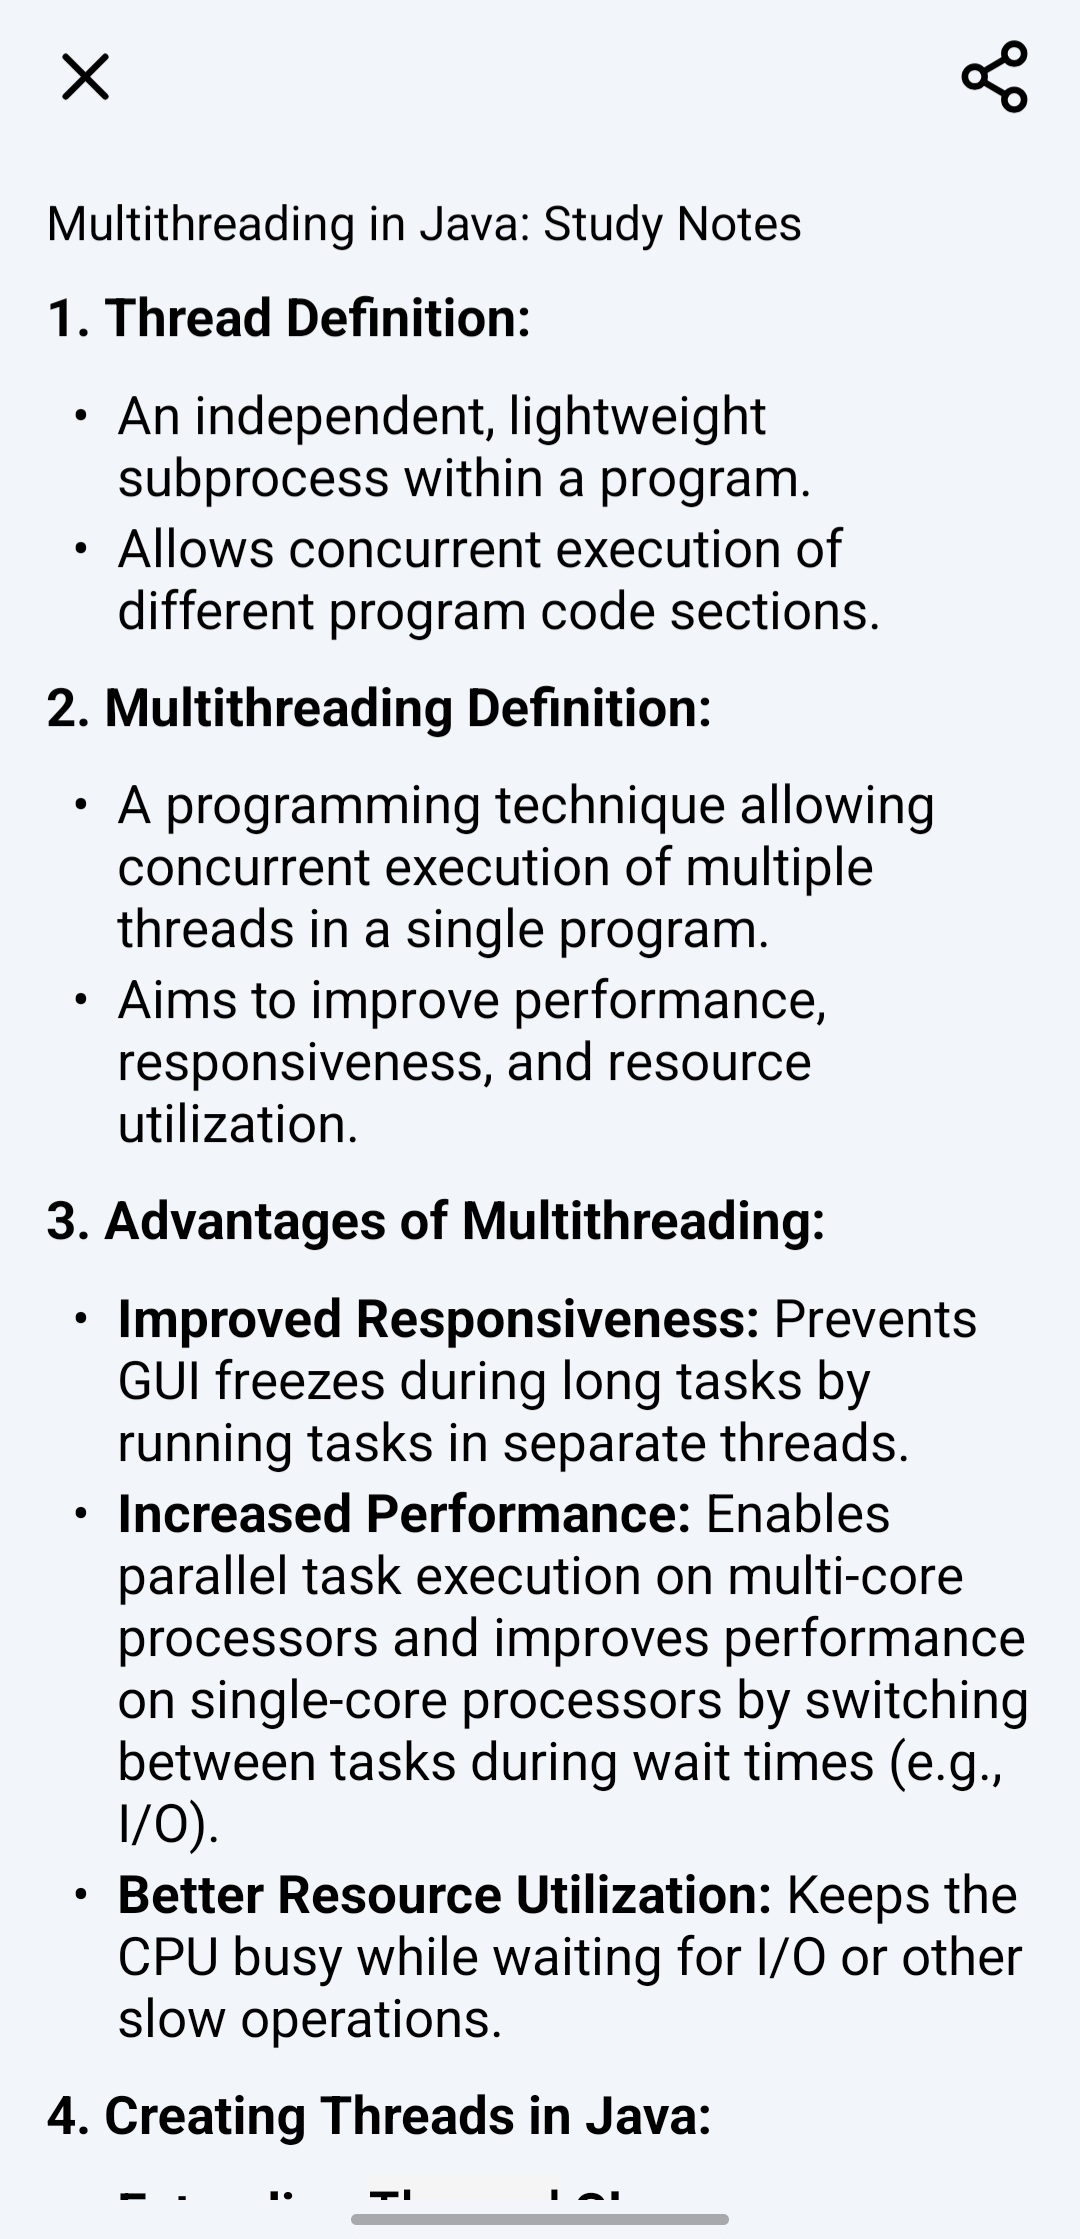 Multithreading in Java: Study Notes
1. Thread Definition:
• An independent, lightweight
subprocess within a program.
• Allows concurrent execution of
different program code sections.
2. Multithreading Definition:
• A programming technique allowing
concurrent execution of multiple
threads in a single program.
• Aims to improve performance,
responsiveness, and resource
utilization.
3. Advantages of Multithreading:
• Improved Responsiveness: Prevents
GUI freezes during long tasks by
running tasks in separate threads.
• Increased Performance: Enables
parallel task execution on multi-core
processors and improves performance
on single-core processors by switching
between tasks during wait times (e.g.,
I/O).
• Better Resource Utilization: Keeps the
CPU busy while waiting for I/O or other
slow operations.
4. Creating Threads in Java: